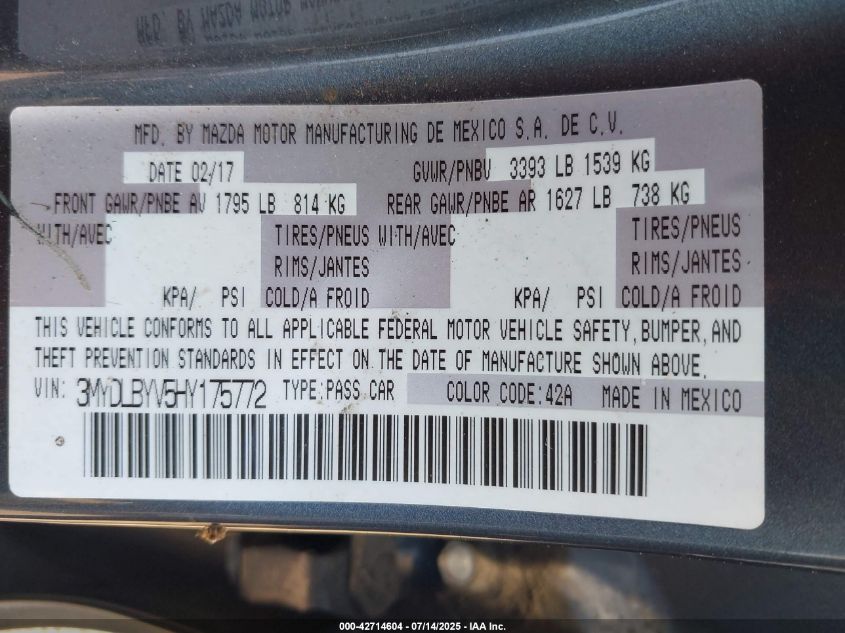 MFD. BY MAZDA MOTOR MANUFACTURING DE MEXICO S.A. DE C.V.
DATE 02/17 GVWR/PNBV 3393 LB 1539 KG
FRONT GAWR/PNBE AV 1795 LB 814 KG REAR GAWR/PNBE AR 1627 LB 738 KG
WITH/AVEC TIRES/PNEUS WITH/AVEC TIRES/PNEUS
RIMS/JANTES RIMS/JANTES
KPA/ PSI COLD/A FROID KPA/ PSI COLD/A FROID
THIS VEHICLE CONFORMS TO ALL APPLICABLE FEDERAL MOTOR VEHICLE SAFETY, BUMPER, AND
THEFT PREVENTION STANDARDS IN EFFECT ON THE DATE OF MANUFACTURE SHOWN ABOVE.
VIN: 3MYDLBYV5HY175772 TYPE:PASS CAR COLOR CODE:42A MADE IN MEXICO
000-42714604 - 07/14/2025 - IAA Inc.